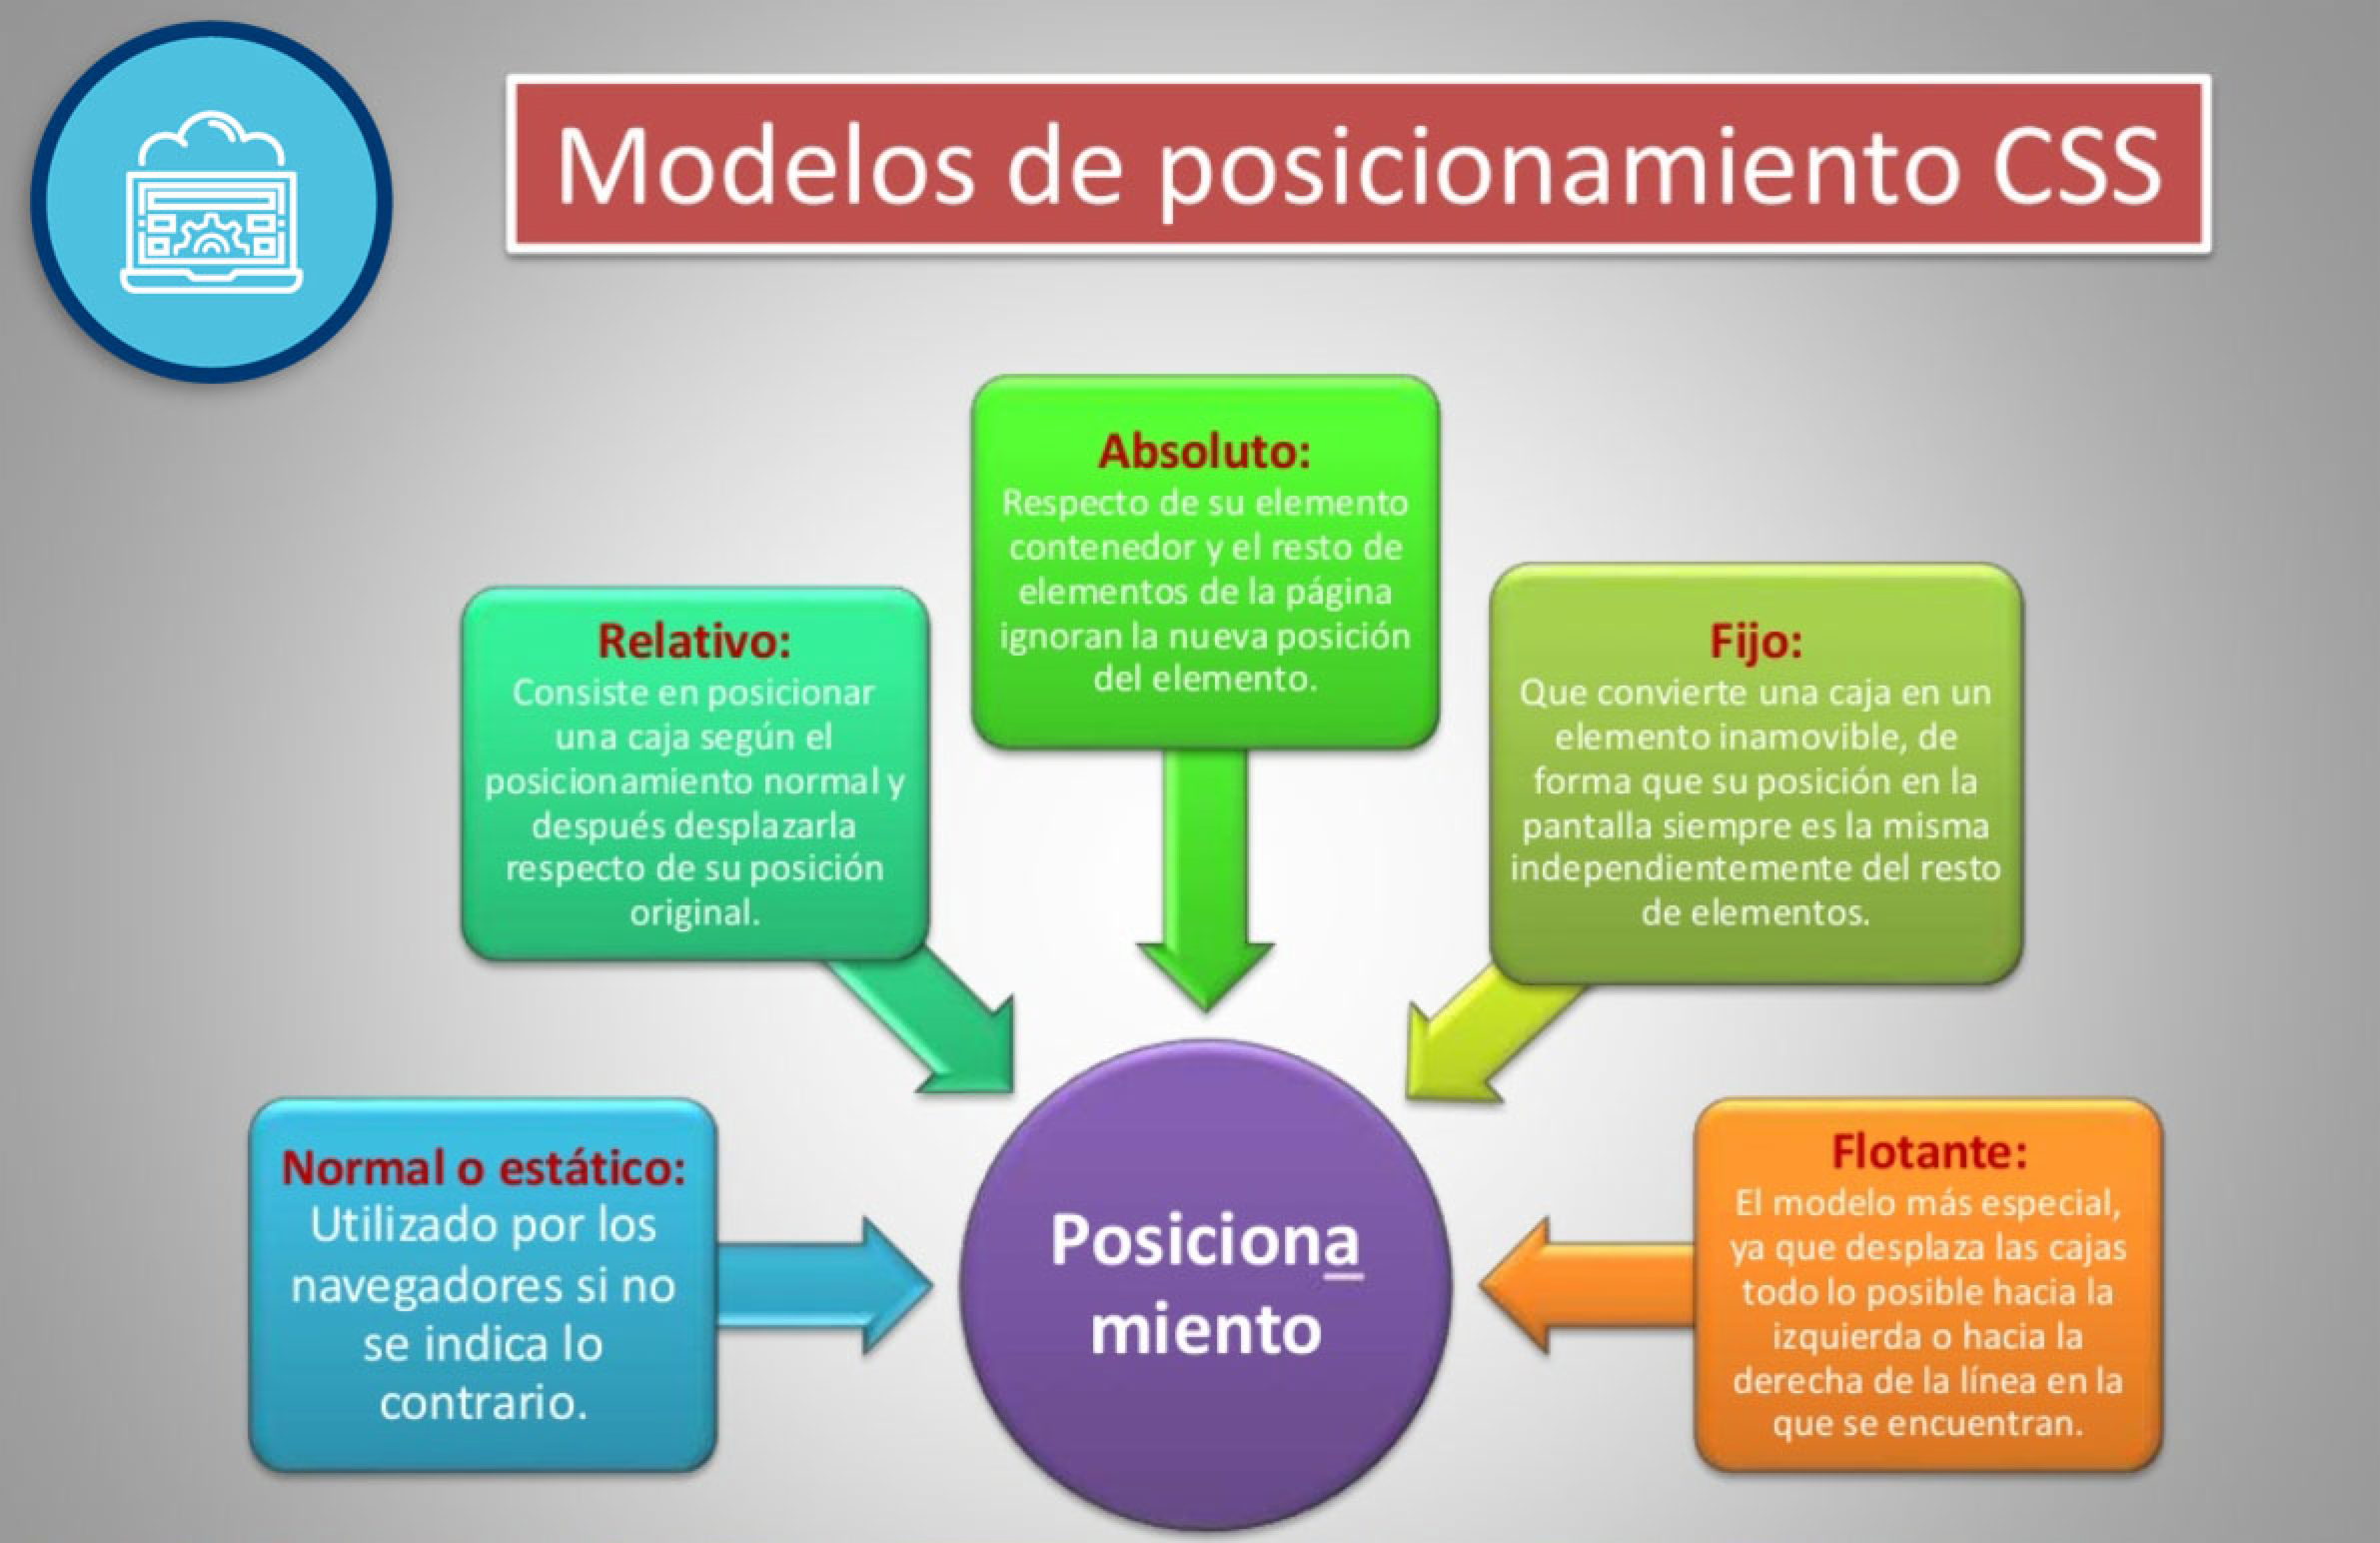 Modelos de posicionamiento CSS
Absoluto:
Respecto de su elemento
contenedor y el resto de
elementos de la página
ignoran la nueva posición
del elemento.
Relativo:
Consiste en posicionar
una caja según el
posicionamiento normal y
después desplazarla
respecto de su posición
original.
Fijo:
Que convierte una caja en un
elemento inamovible, de
forma que su posición en la
pantalla siempre es la misma
independientemente del resto
de elementos.
Normal o estático:
Utilizado por los
navegadores si no
se indica lo
contrario.
Posiciona
miento
Flotante:
El modelo más especial,
ya que desplaza las cajas
todo lo posible hacia la
izquierda o hacia la
derecha de la línea en la
que se encuentran.